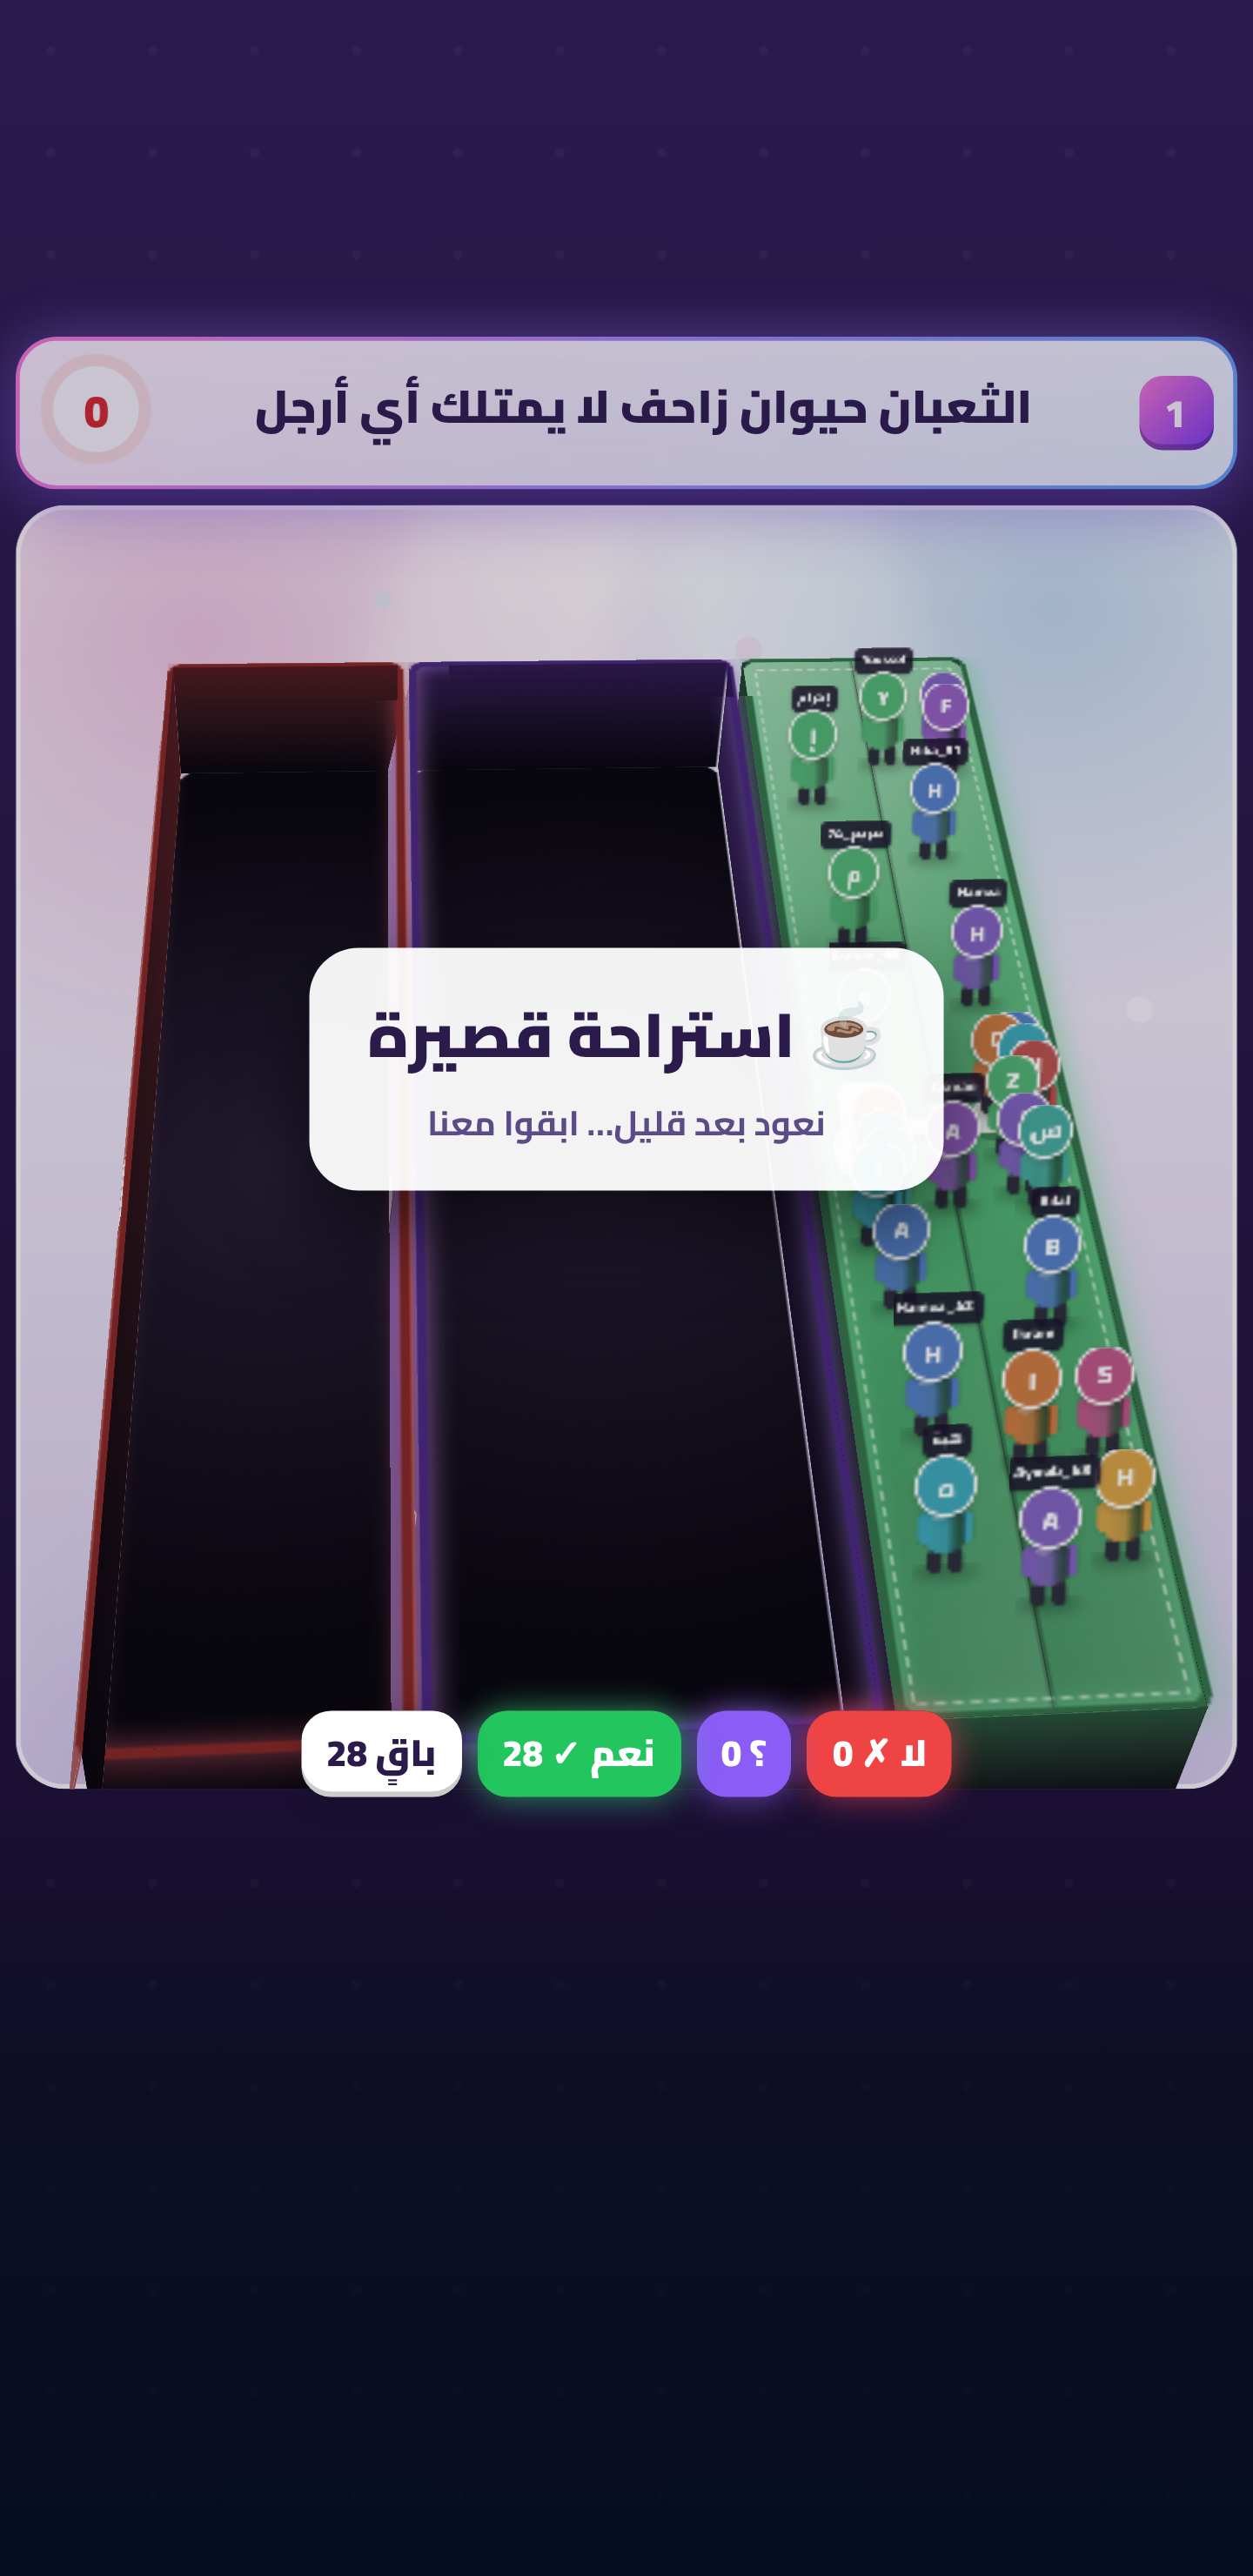 1
الثعبان حيوان زاحف لا يمتلك أي أرجل
0
F
Y
إ
H
م
H
☕ استراحة قصيرة
نعود بعد قليل... ابقوا معنا
Z
س
A
A
B
Hamza_AE
H
I
S
H
A
لا ✗ 0
؟ 0
نعم ✓ 28
باقٍ 28